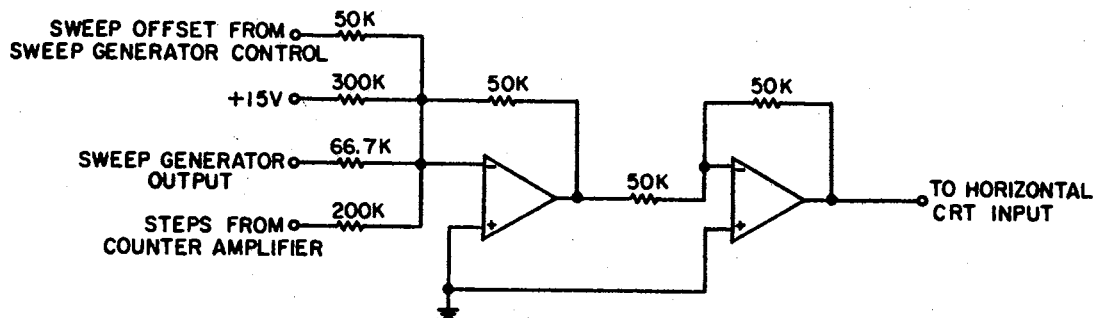 SWEEP OFFSET FROM
SWEEP GENERATOR CONTROL
50K
+15V
300K
50K
50K
SWEEP GENERATOR
OUTPUT
66.7K
-
+
50K
-
+
TO HORIZONTAL
CRT INPUT
STEPS FROM
COUNTER AMPLIFIER
200K